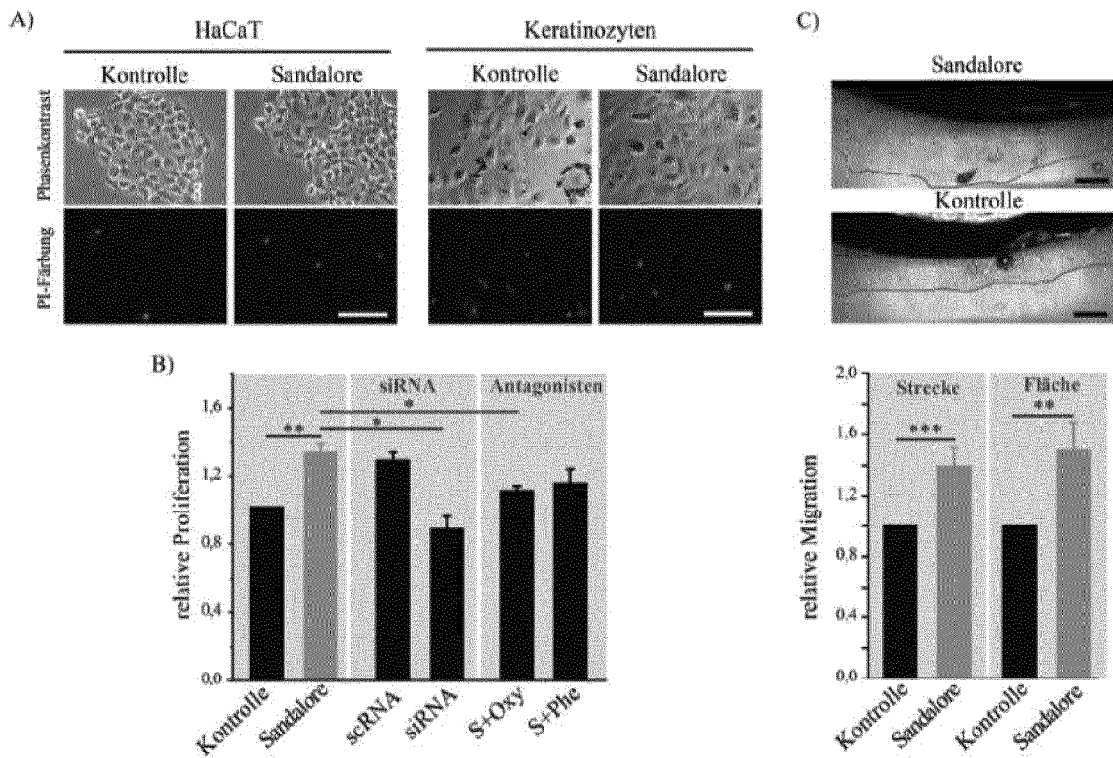 A)
HaCaT
Keratinozyten
Kontrolle
Sandalore
Kontrolle
Sandalore
Phasenkontrast
PI-Färbung
C)
Sandalore
Kontrolle
B)
relative Proliferation
1,6
1,2
0,8
0,4
0,0
siRNA
Antagonisten
**
*
*
Kontrolle
Sandalore
scRNA
siRNA
S+Oxy
S+Phe
relative Migration
2,0
1.6
1.2
0.8
0.4
0.0
Strecke
Fläche
***
**
Kontrolle
Sandalore
Kontrolle
Sandalore